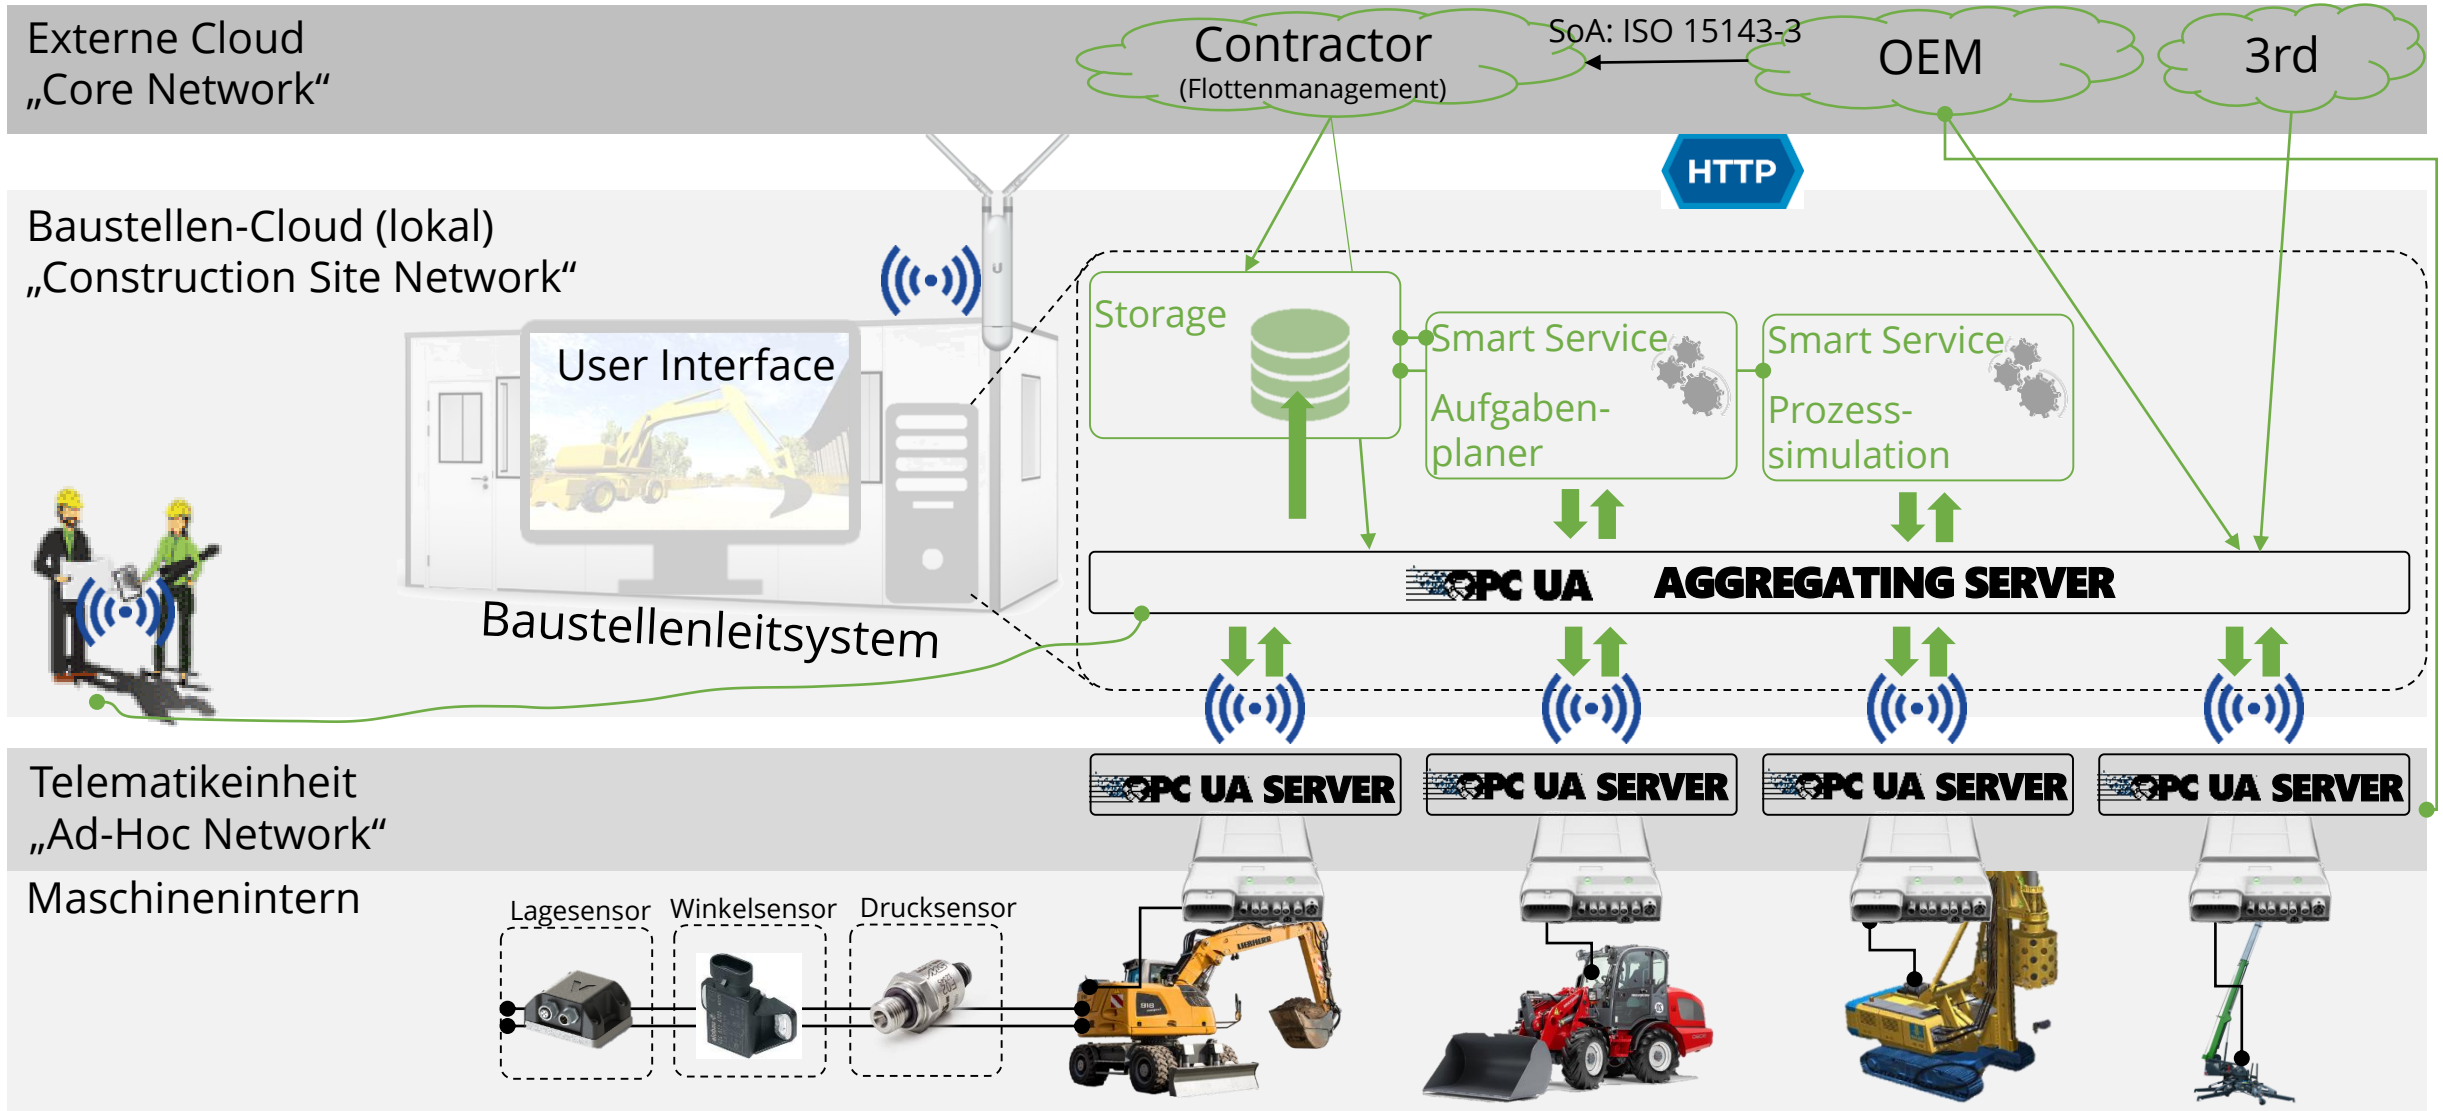 Externe Cloud
„Core Network“
Contractor
(Flottenmanagement)
SoA: ISO 15143-3
OEM
3rd
HTTP
Baustellen-Cloud (lokal)
„Construction Site Network“
User Interface
Baustellenleitsystem
Storage
Smart Service
Aufgaben-
planer
Smart Service
Prozess-
simulation
OPC UA AGGREGATING SERVER
Telematikeinheit
„Ad-Hoc Network“
OPC UA SERVER
OPC UA SERVER
OPC UA SERVER
OPC UA SERVER
Maschinenintern
Lagesensor
Winkelsensor
Drucksensor
LIEBHERR
918